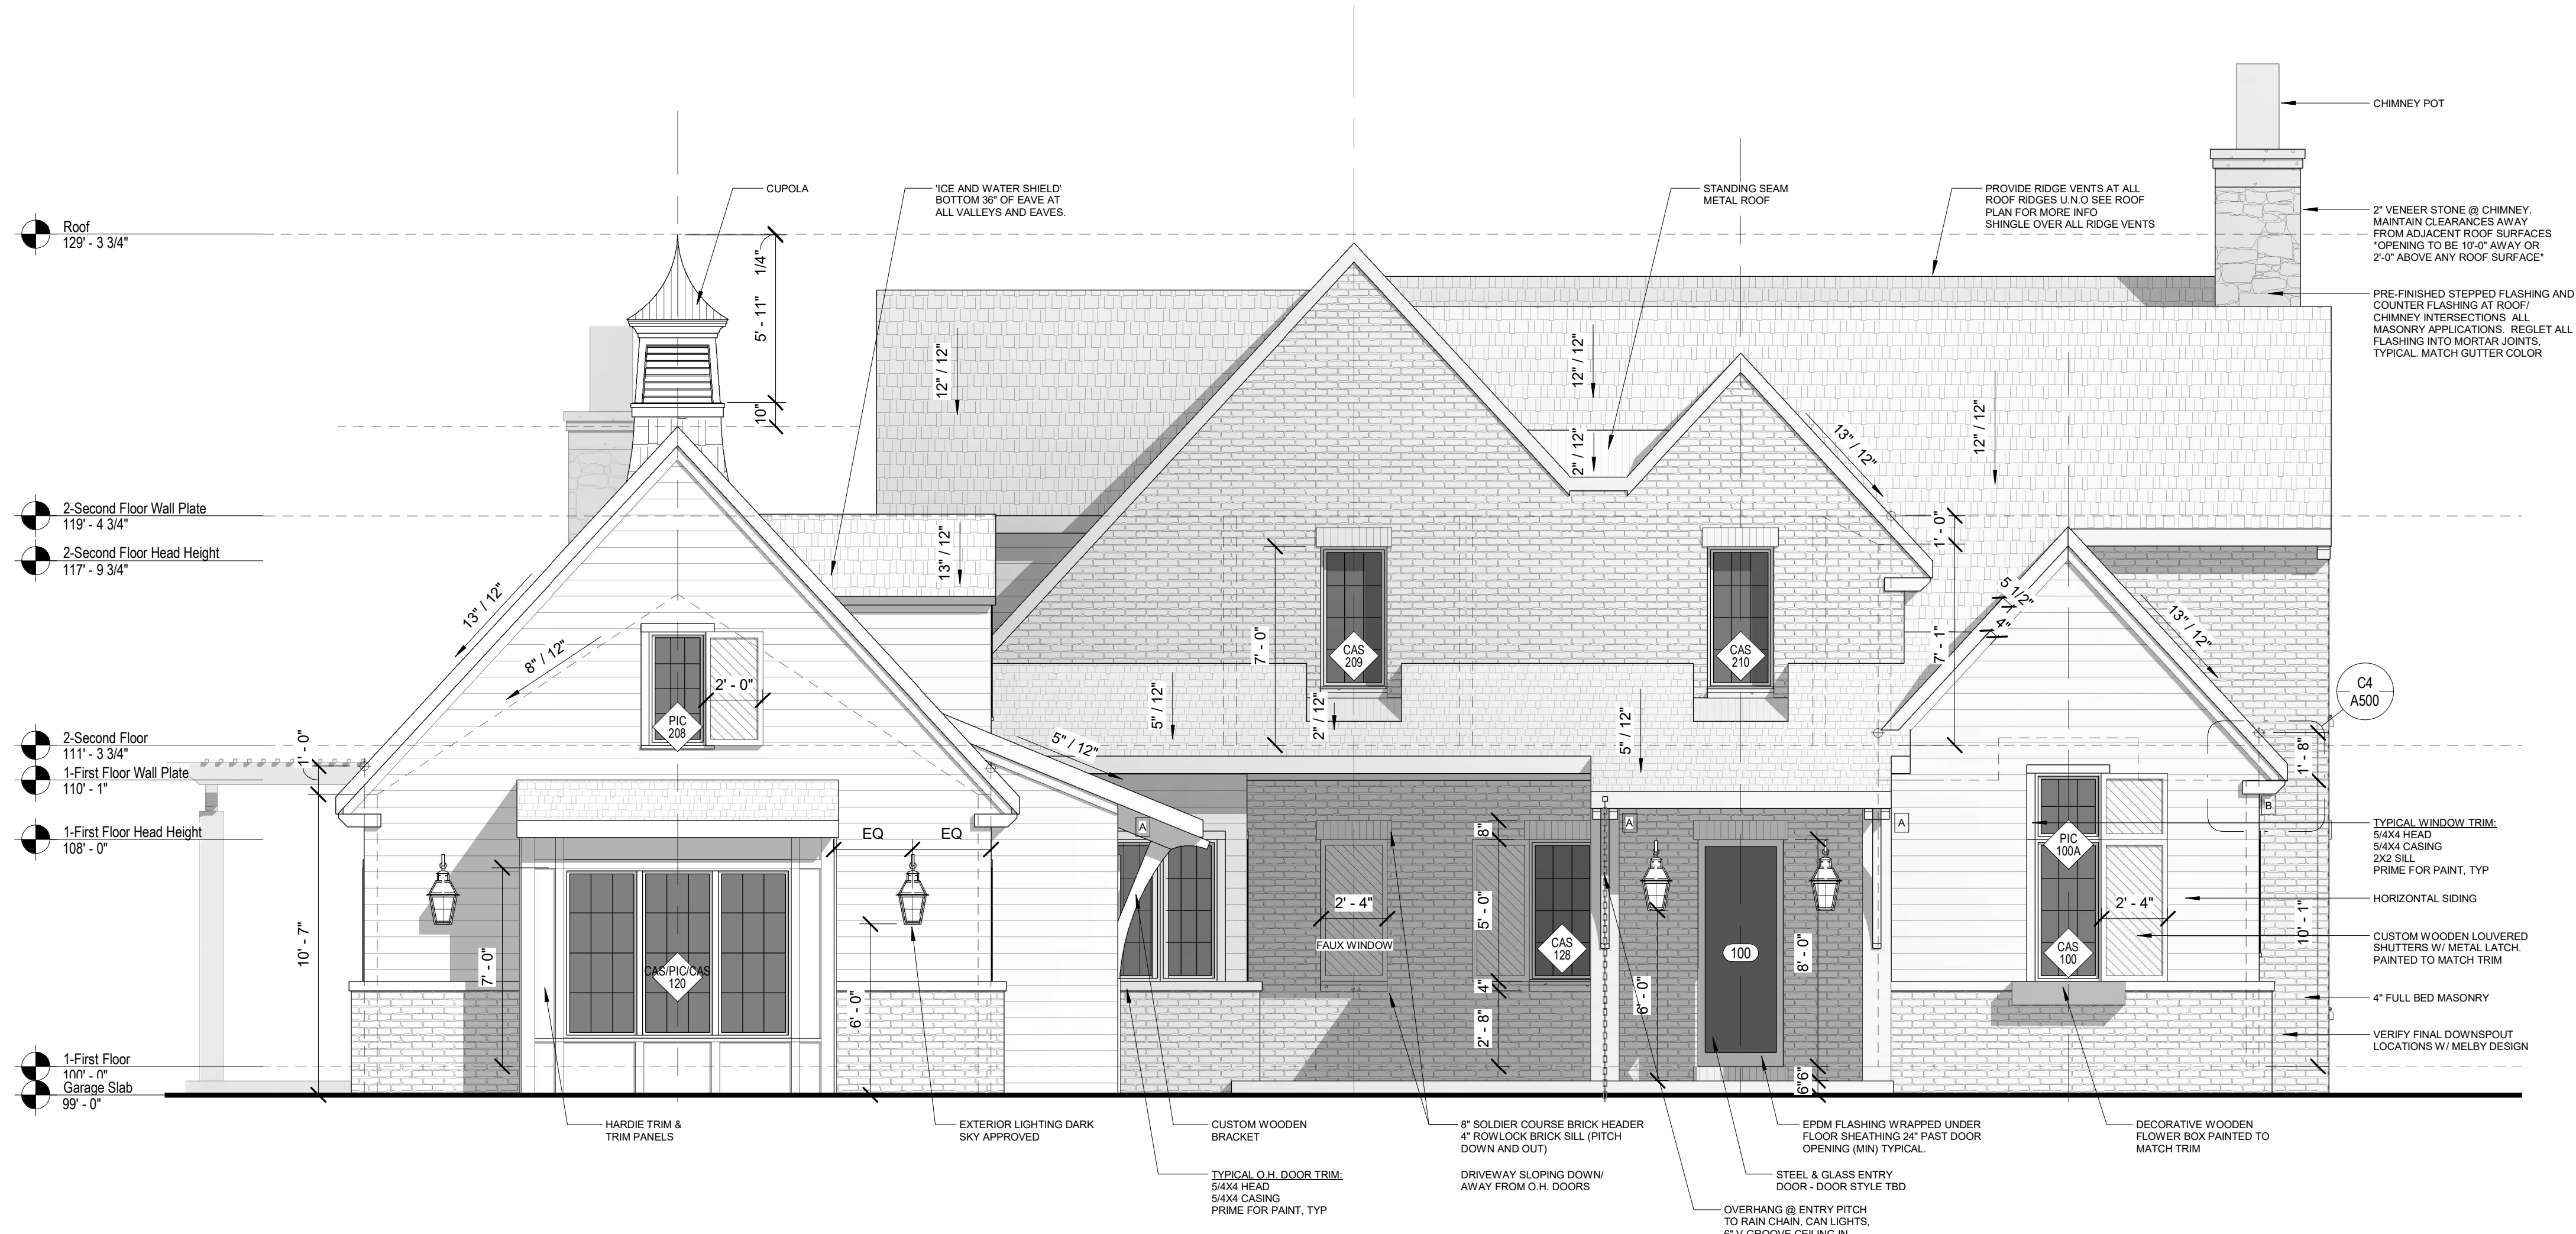 CHIMNEY POT
CUPOLA
'ICE AND WATER SHIELD'
BOTTOM 36" OF EAVE AT
ALL VALLEYS AND EAVES.
STANDING SEAM
METAL ROOF
PROVIDE RIDGE VENTS AT ALL
ROOF RIDGES U.N.O SEE ROOF
PLAN FOR MORE INFO
SHINGLE OVER ALL RIDGE VENTS
2" VENEER STONE @ CHIMNEY.
MAINTAIN CLEARANCES AWAY
FROM ADJACENT ROOF SURFACES
*OPENING TO BE 10'-0" AWAY OR
2'-0" ABOVE ANY ROOF SURFACE*
PRE-FINISHED STEPPED FLASHING AND
COUNTER FLASHING AT ROOF/
CHIMNEY INTERSECTIONS ALL
MASONRY APPLICATIONS. REGLET ALL
FLASHING INTO MORTAR JOINTS,
TYPICAL. MATCH GUTTER COLOR
Roof
129' - 3 3/4"
2-Second Floor Wall Plate
119' - 4 3/4"
2-Second Floor Head Height
117' - 9 3/4"
2-Second Floor
111' - 3 3/4"
1-First Floor Wall Plate
110' - 1"
1-First Floor Head Height
108' - 0"
1-First Floor
100' - 0"
Garage Slab
99' - 0"
5' - 11" 1/4"
10"
12" / 12"
12" / 12"
2" / 12"
13" / 12"
12" / 12"
13" / 12"
13" / 12"
8" / 12"
2' - 0"
PIC
208
1' - 0"
10' - 7"
7' - 0"
CAS/PIC/CAS
120
EQ
EQ
6' - 0"
5" / 12"
5" / 12"
A
7' - 0"
CAS
209
2" / 12"
CAS
210
5" / 12"
1' - 0"
7' - 1"
5 1/2"
4"
13" / 12"
C4
A500
1' - 8"
B
10' - 1"
2' - 4"
FAUX WINDOW
8"
5' - 0"
4"
2' - 8"
CAS
128
A
6' - 0"
100
8' - 0"
6"
6"
A
PIC
100A
CAS
100
2' - 4"
TYPICAL WINDOW TRIM:
5/4X4 HEAD
5/4X4 CASING
2X2 SILL
PRIME FOR PAINT, TYP
HORIZONTAL SIDING
CUSTOM WOODEN LOUVERED
SHUTTERS W/ METAL LATCH.
PAINTED TO MATCH TRIM
4" FULL BED MASONRY
VERIFY FINAL DOWNSPOUT
LOCATIONS W/ MELBY DESIGN
HARDIE TRIM &
TRIM PANELS
EXTERIOR LIGHTING DARK
SKY APPROVED
CUSTOM WOODEN
BRACKET
TYPICAL O.H. DOOR TRIM:
5/4X4 HEAD
5/4X4 CASING
PRIME FOR PAINT, TYP
8" SOLDIER COURSE BRICK HEADER
4" ROWLOCK BRICK SILL (PITCH
DOWN AND OUT)
DRIVEWAY SLOPING DOWN/
AWAY FROM O.H. DOORS
EPDM FLASHING WRAPPED UNDER
FLOOR SHEATHING 24" PAST DOOR
OPENING (MIN) TYPICAL.
STEEL & GLASS ENTRY
DOOR - DOOR STYLE TBD
OVERHANG @ ENTRY PITCH
TO RAIN CHAIN, CAN LIGHTS,
6" V-GROOVE CEILING IN
DECORATIVE WOODEN
FLOWER BOX PAINTED TO
MATCH TRIM